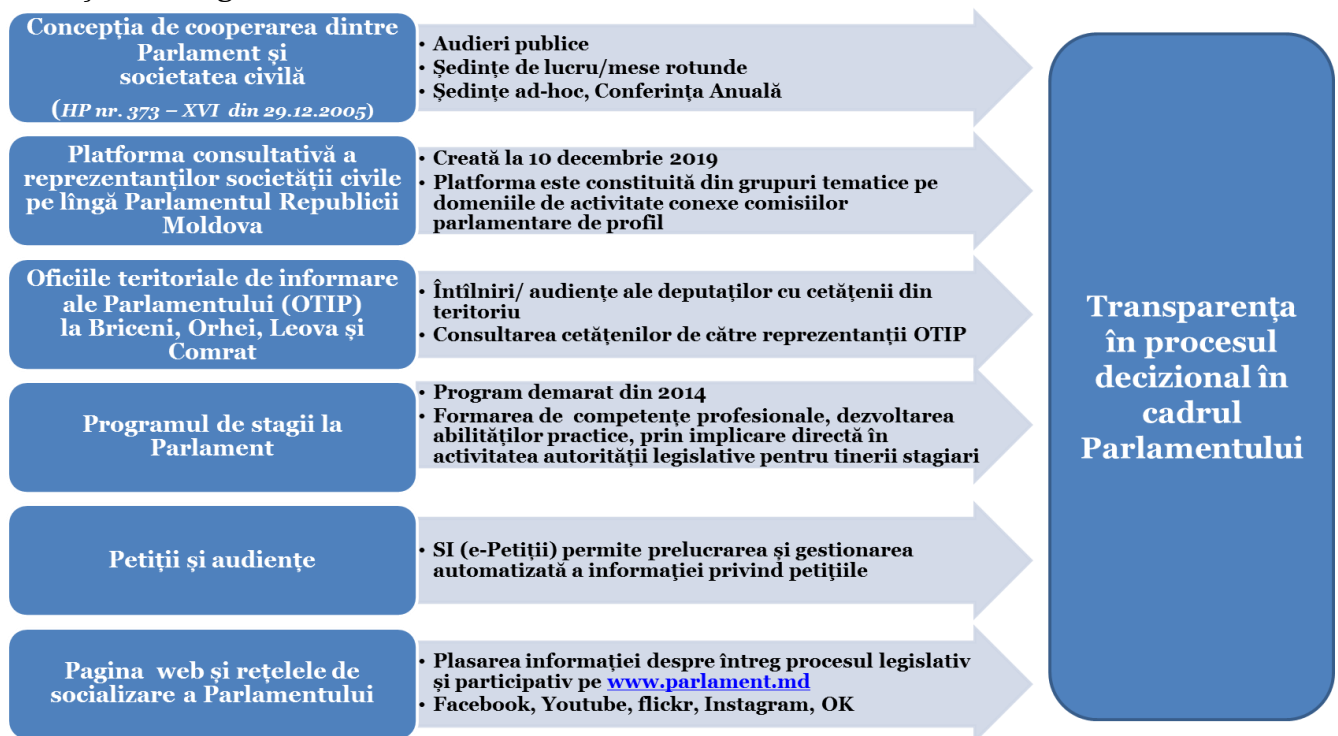 Concepția de cooperarea dintre
Parlament și
societatea civilă
(HP nr. 373 – XVI din 29.12.2005)
• Audieri publice
• Ședințe de lucru/mese rotunde
• Ședințe ad-hoc, Conferința Anuală
Platforma consultativă a
reprezentanților societății civile
pe lîngă Parlamentul Republicii
Moldova
• Creată la 10 decembrie 2019
• Platforma este constituită din grupuri tematice pe
domeniile de activitate conexe comisiilor
parlamentare de profil
Oficiile teritoriale de informare
ale Parlamentului (OTIP)
la Briceni, Orhei, Leova și
Comrat
• Întîlniri/ audiențe ale deputaților cu cetățenii din
teritoriu
• Consultarea cetățenilor de către reprezentanții OTIP
Programul de stagii la
Parlament
• Program demarat din 2014
• Formarea de competențe profesionale, dezvoltarea
abilităților practice, prin implicare directă în
activitatea autorității legislative pentru tinerii stagiari
Petiții și audiențe
• SI (e-Petiții) permite prelucrarea și gestionarea
automatizată a informației privind petițiile
Pagina web și rețelele de
socializare a Parlamentului
• Plasarea informației despre întreg procesul legislativ
și participativ pe www.parlament.md
• Facebook, Youtube, flickr, Instagram, OK
Transparența
în procesul
decizional în
cadrul
Parlamentului